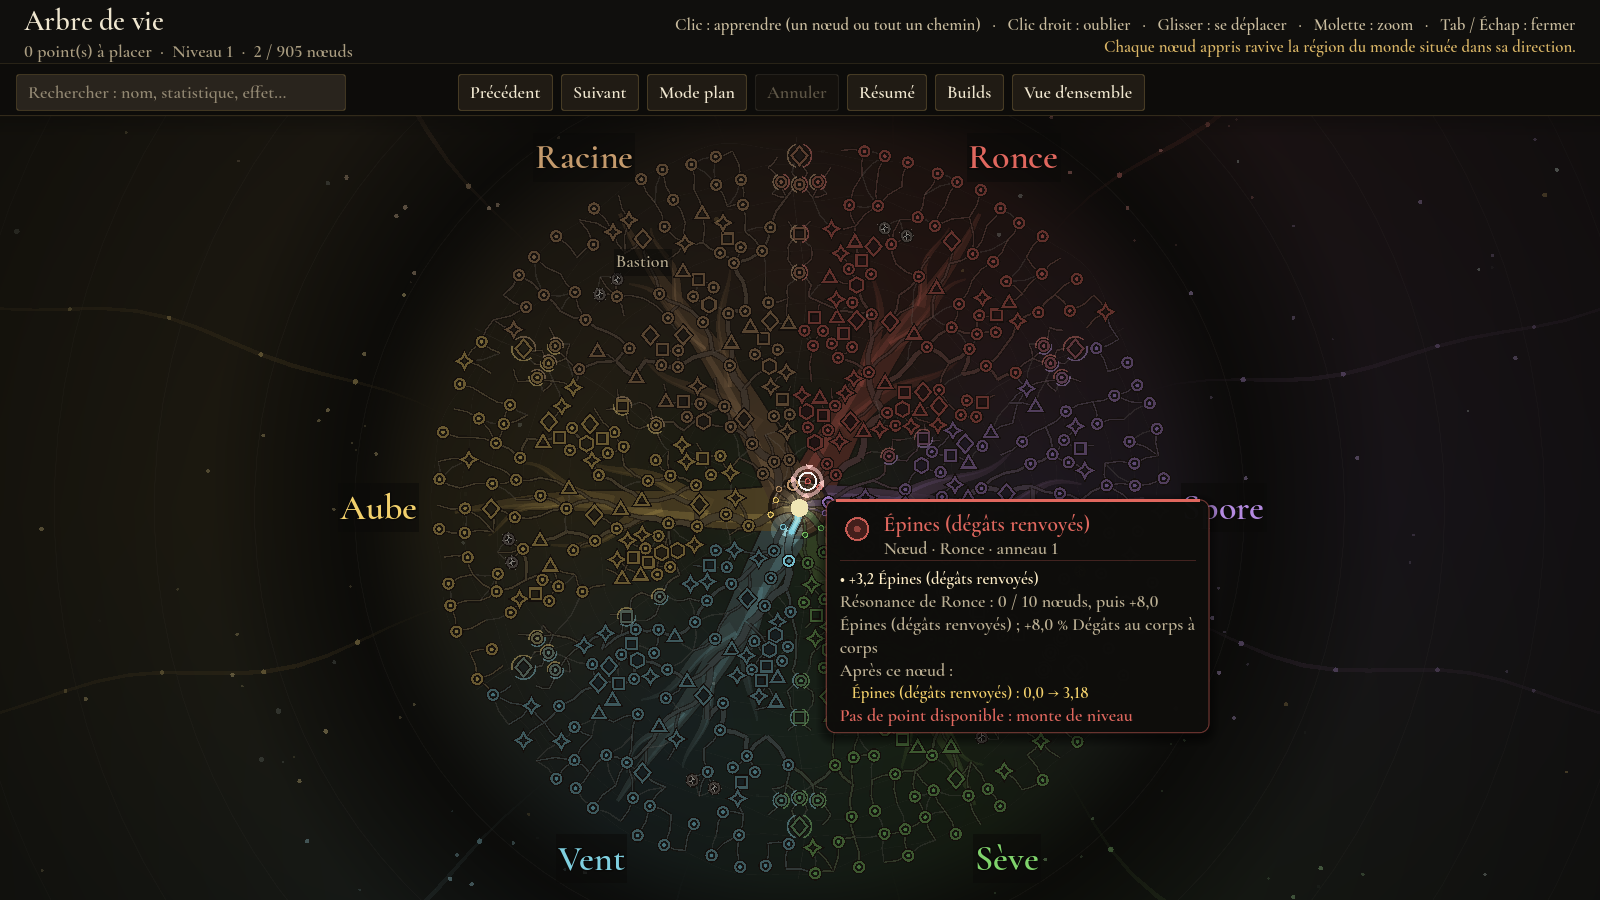 Arbre de vie
0 point(s) à placer · Niveau 1 · 2 / 905 nœuds
Clic : apprendre (un nœud ou tout un chemin) · Clic droit : oublier · Glisser : se déplacer · Molette : zoom · Tab / Échap : fermer
Chaque nœud appris ravive la région du monde située dans sa direction.
Rechercher : nom, statistique, effet...
Précédent
Suivant
Mode plan
Annuler
Résumé
Builds
Vue d'ensemble
Racine
Ronce
Bastion
Aube
pore
Épines (dégâts renvoyés)
Nœud · Ronce · anneau 1
• +3,2 Épines (dégâts renvoyés)
Résonance de Ronce : 0 / 10 nœuds, puis +8,0
Épines (dégâts renvoyés) ; +8,0 % Dégâts au corps à
corps
Après ce nœud :
Épines (dégâts renvoyés) : 0,0 → 3,18
Pas de point disponible : monte de niveau
Vent
Sève